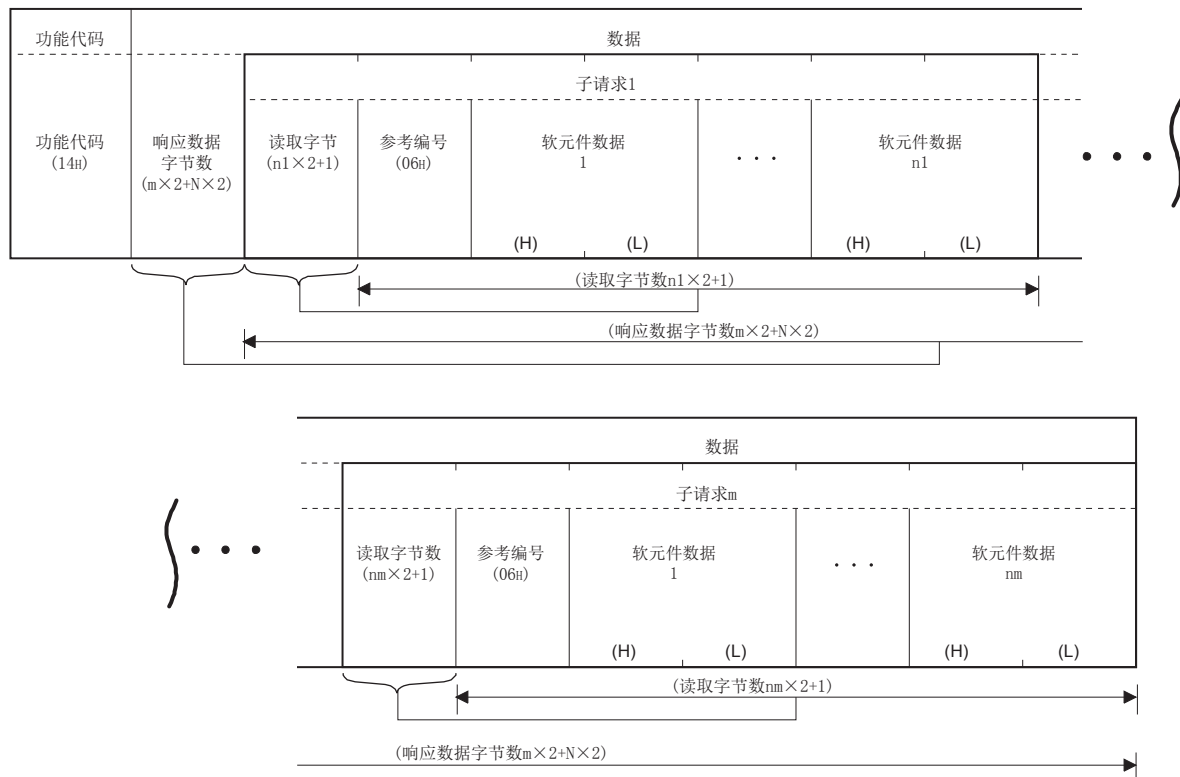 功能代码
数据
子请求1
功能代码
(14H)
响应数据
字节数
(m×2+N×2)
读取字节
(n1×2+1)
参考编号
(06H)
软元件数据
1
···
软元件数据
n1
•••
(H)
(L)
(H)
(L)
(读取字节数n1×2+1)
(响应数据字节数m×2+N×2)
数据
子请求m
•••
读取字节数
(nm×2+1)
参考编号
(06H)
软元件数据
1
···
软元件数据
nm
(H)
(L)
(H)
(L)
(读取字节数nm×2+1)
(响应数据字节数m×2+N×2)